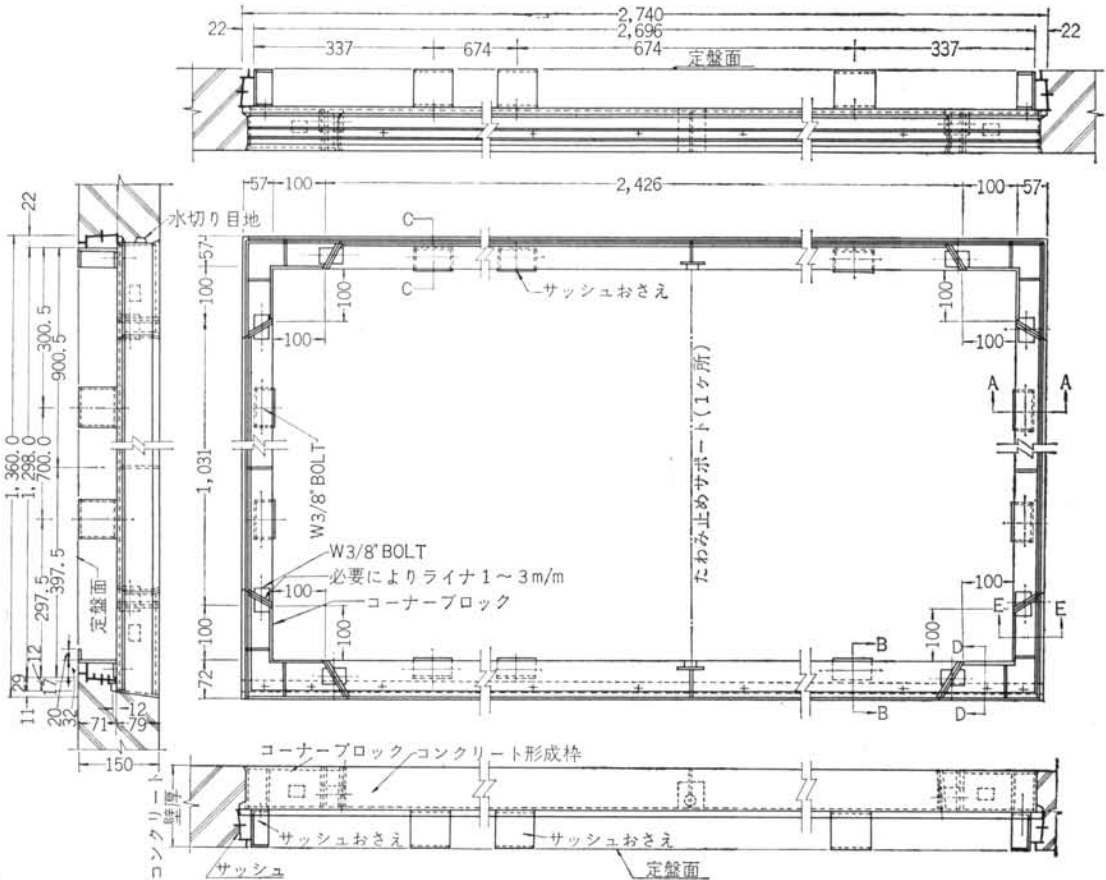 2,740
22
2,696
22
337
674
674
337
定盤面
57
100
2,426
100
57
22
水切り目地
C
C
57
100
サッシュおさえ
100
100
100
100
100
300.5
900.5
A
A
1,360.0
1,298.0
700.0
1,031
W3/8"BOLT
たわみ止めサポート(1ヶ所)
W3/8"BOLT
必要によりライナ1~3m/m
コーナーブロック
定盤面
297.5
397.5
100
100
100
100
100
E
E
B
D
B
D
72
12
29
17
11
20
32
71
12
79
150
コーナーブロック
コンクリート形成枠
コンクリート
壁厚
サッシュおさえ
サッシュおさえ
サッシュ
定盤面